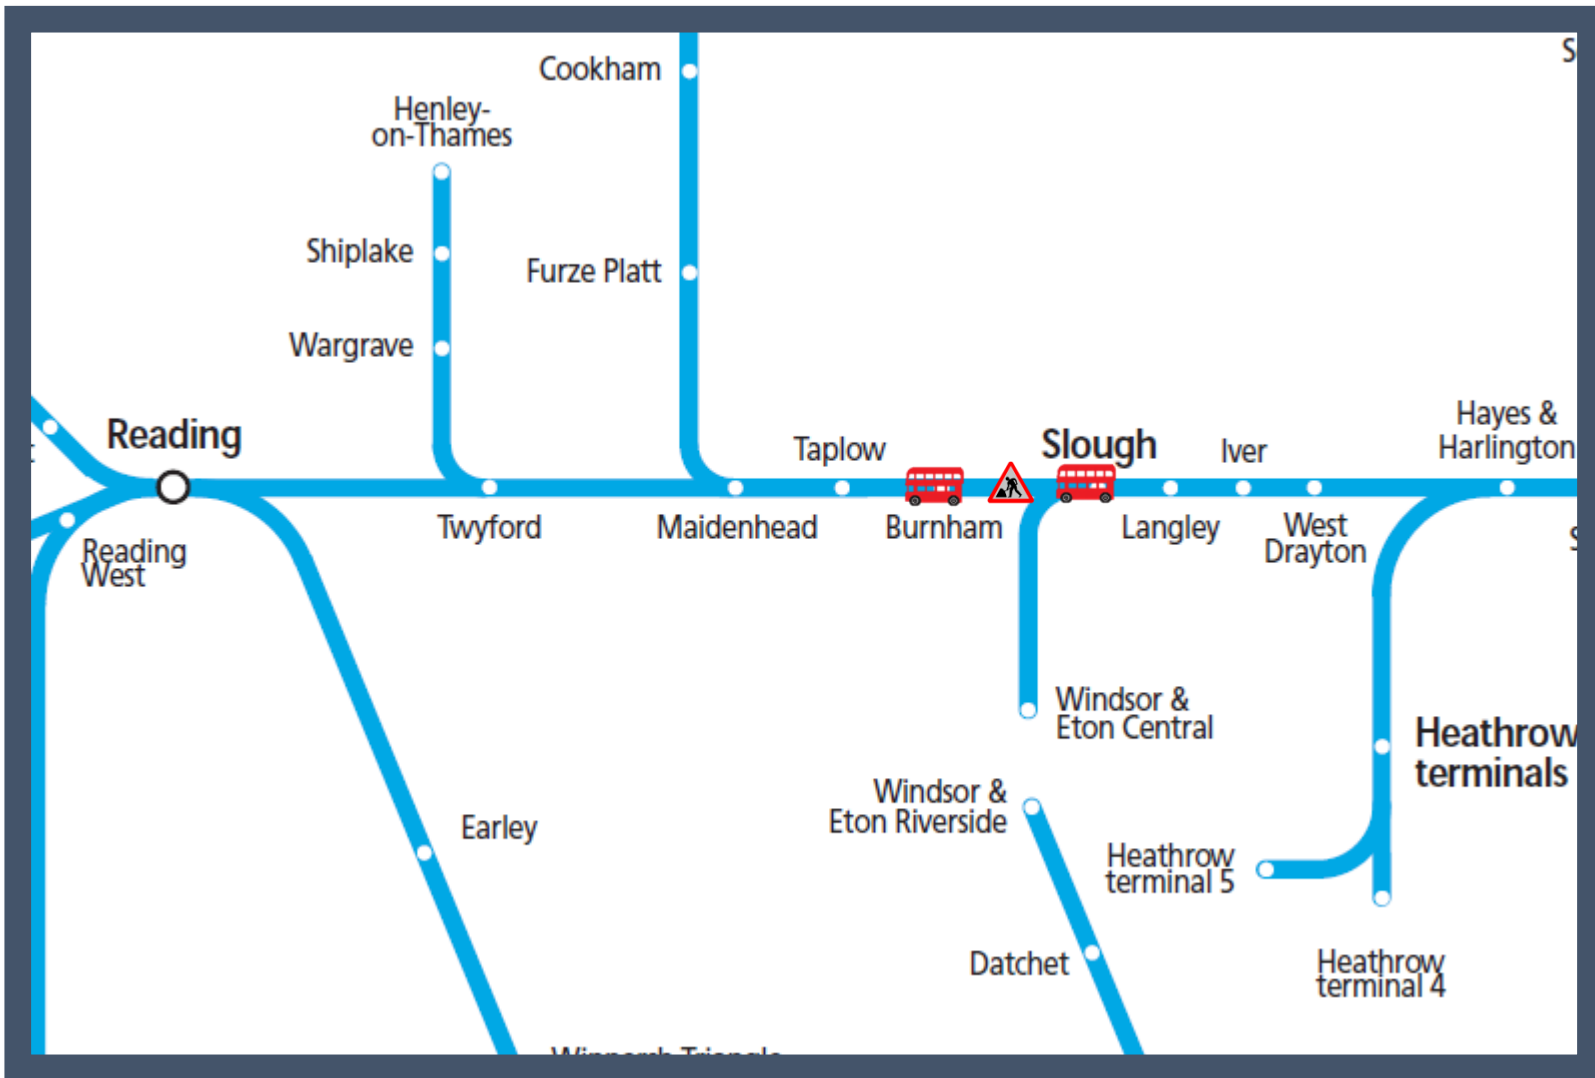 S
Cookham
Henley-
on-Thames
Shiplake
Furze Platt
Wargrave
Reading
Taplow
Slough
Iver
Hayes &
Harlington
Twyford
Maidenhead
Burnham
Langley
West
Drayton
Reading
West
Windsor &
Eton Central
Heathrow
terminals
Windsor &
Eton Riverside
Earley
Heathrow
terminal 5
Datchet
Heathrow
terminal 4